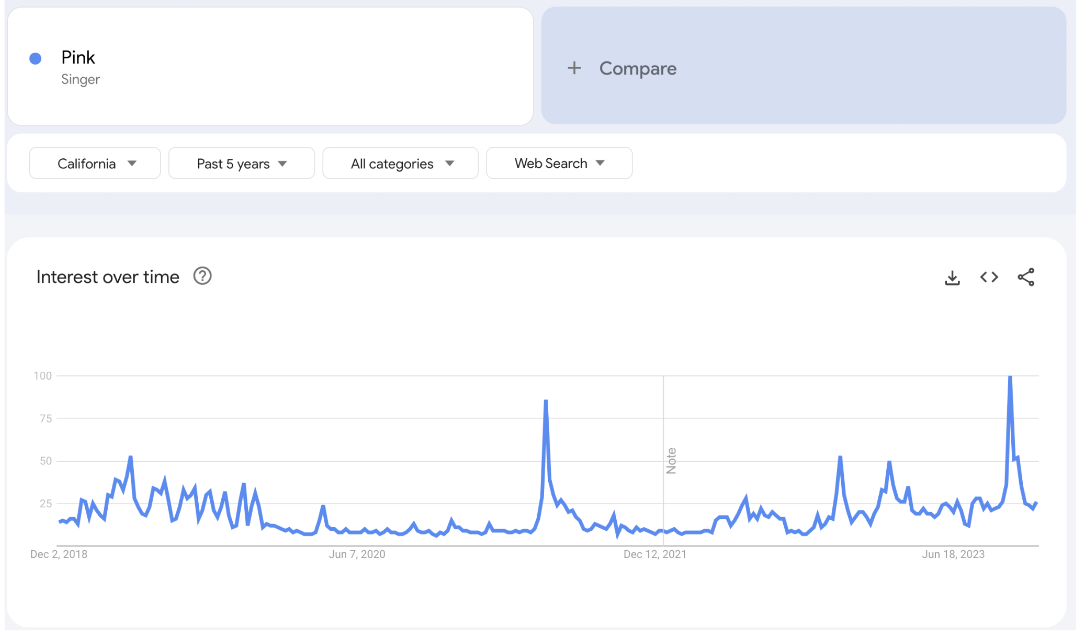 Pink
Singer
+ Compare
California
Past 5 years
All categories
Web Search
Interest over time ?
100
75
50
25
Note
Dec 2, 2018
Jun 7, 2020
Dec 12, 2021
Jun 18, 2023